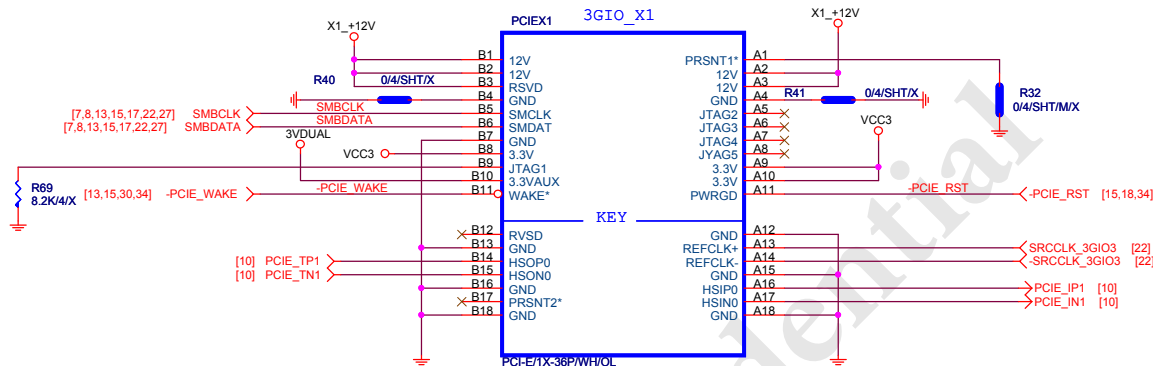 3GIO_X1
X1_+12V
PCIEX1
X1_+12V
B1 12V
B2 12V
B3 RSVD
B4 GND
B5 SMCLK
B6 SMDAT
B7 GND
B8 3.3V
B9 JTAG1
B10 3.3VAUX
B11 WAKE*
KEY
B12 RVSD
B13 GND
B14 HSOP0
B15 HSON0
B16 GND
B17 PRSNT2*
B18 GND
PRSNT1* A1
12V A2
12V A3
GND A4
JTAG2 A5
JTAG3 A6
JTAG4 A7
JYAG5 A8
3.3V A9
3.3V A10
PWRGD A11
GND A12
REFCLK+ A13
REFCLK- A14
GND A15
HSIP0 A16
HSIN0 A17
GND A18
R40 0/4/SHT/X
[7,8,13,15,17,22,27] SMBCLK SMBCLK
[7,8,13,15,17,22,27] SMBDATA SMBDATA
3VDUAL
VCC3
R69
8.2K/4/X
[13,15,30,34] -PCIE_WAKE -PCIE_WAKE
[10] PCIE_TP1
[10] PCIE_TN1
R41 0/4/SHT/X
R32
0/4/SHT/M/X
VCC3
-PCIE_RST -PCIE_RST [15,18,34]
SRCCLK_3GIO3 [22]
-SRCCLK_3GIO3 [22]
PCIE_IP1 [10]
PCIE_IN1 [10]
PCI-E/1X-36P/WH/OL